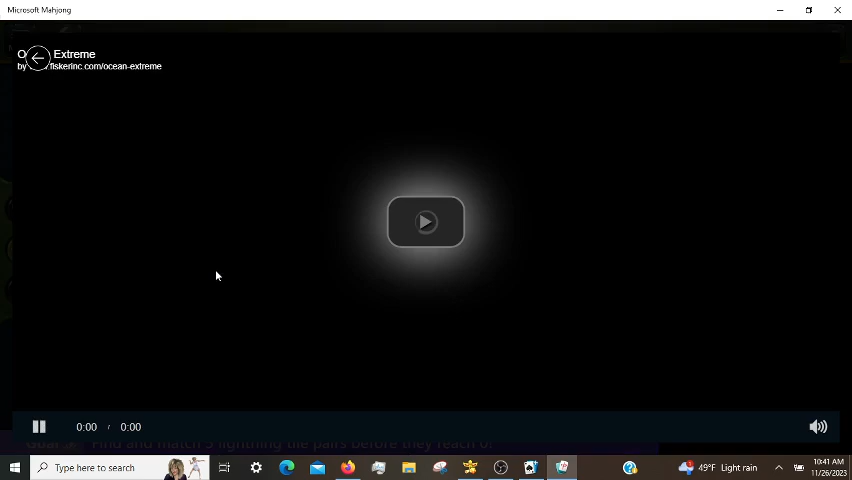 Microsoft Mahjong
Extreme
by fiskerinc.com/ocean-extreme
0:00 / 0:00
Find and match 5 lightning tile pairs before they reach 0!
Type here to search
49°F Light rain
10:41 AM
11/26/2023